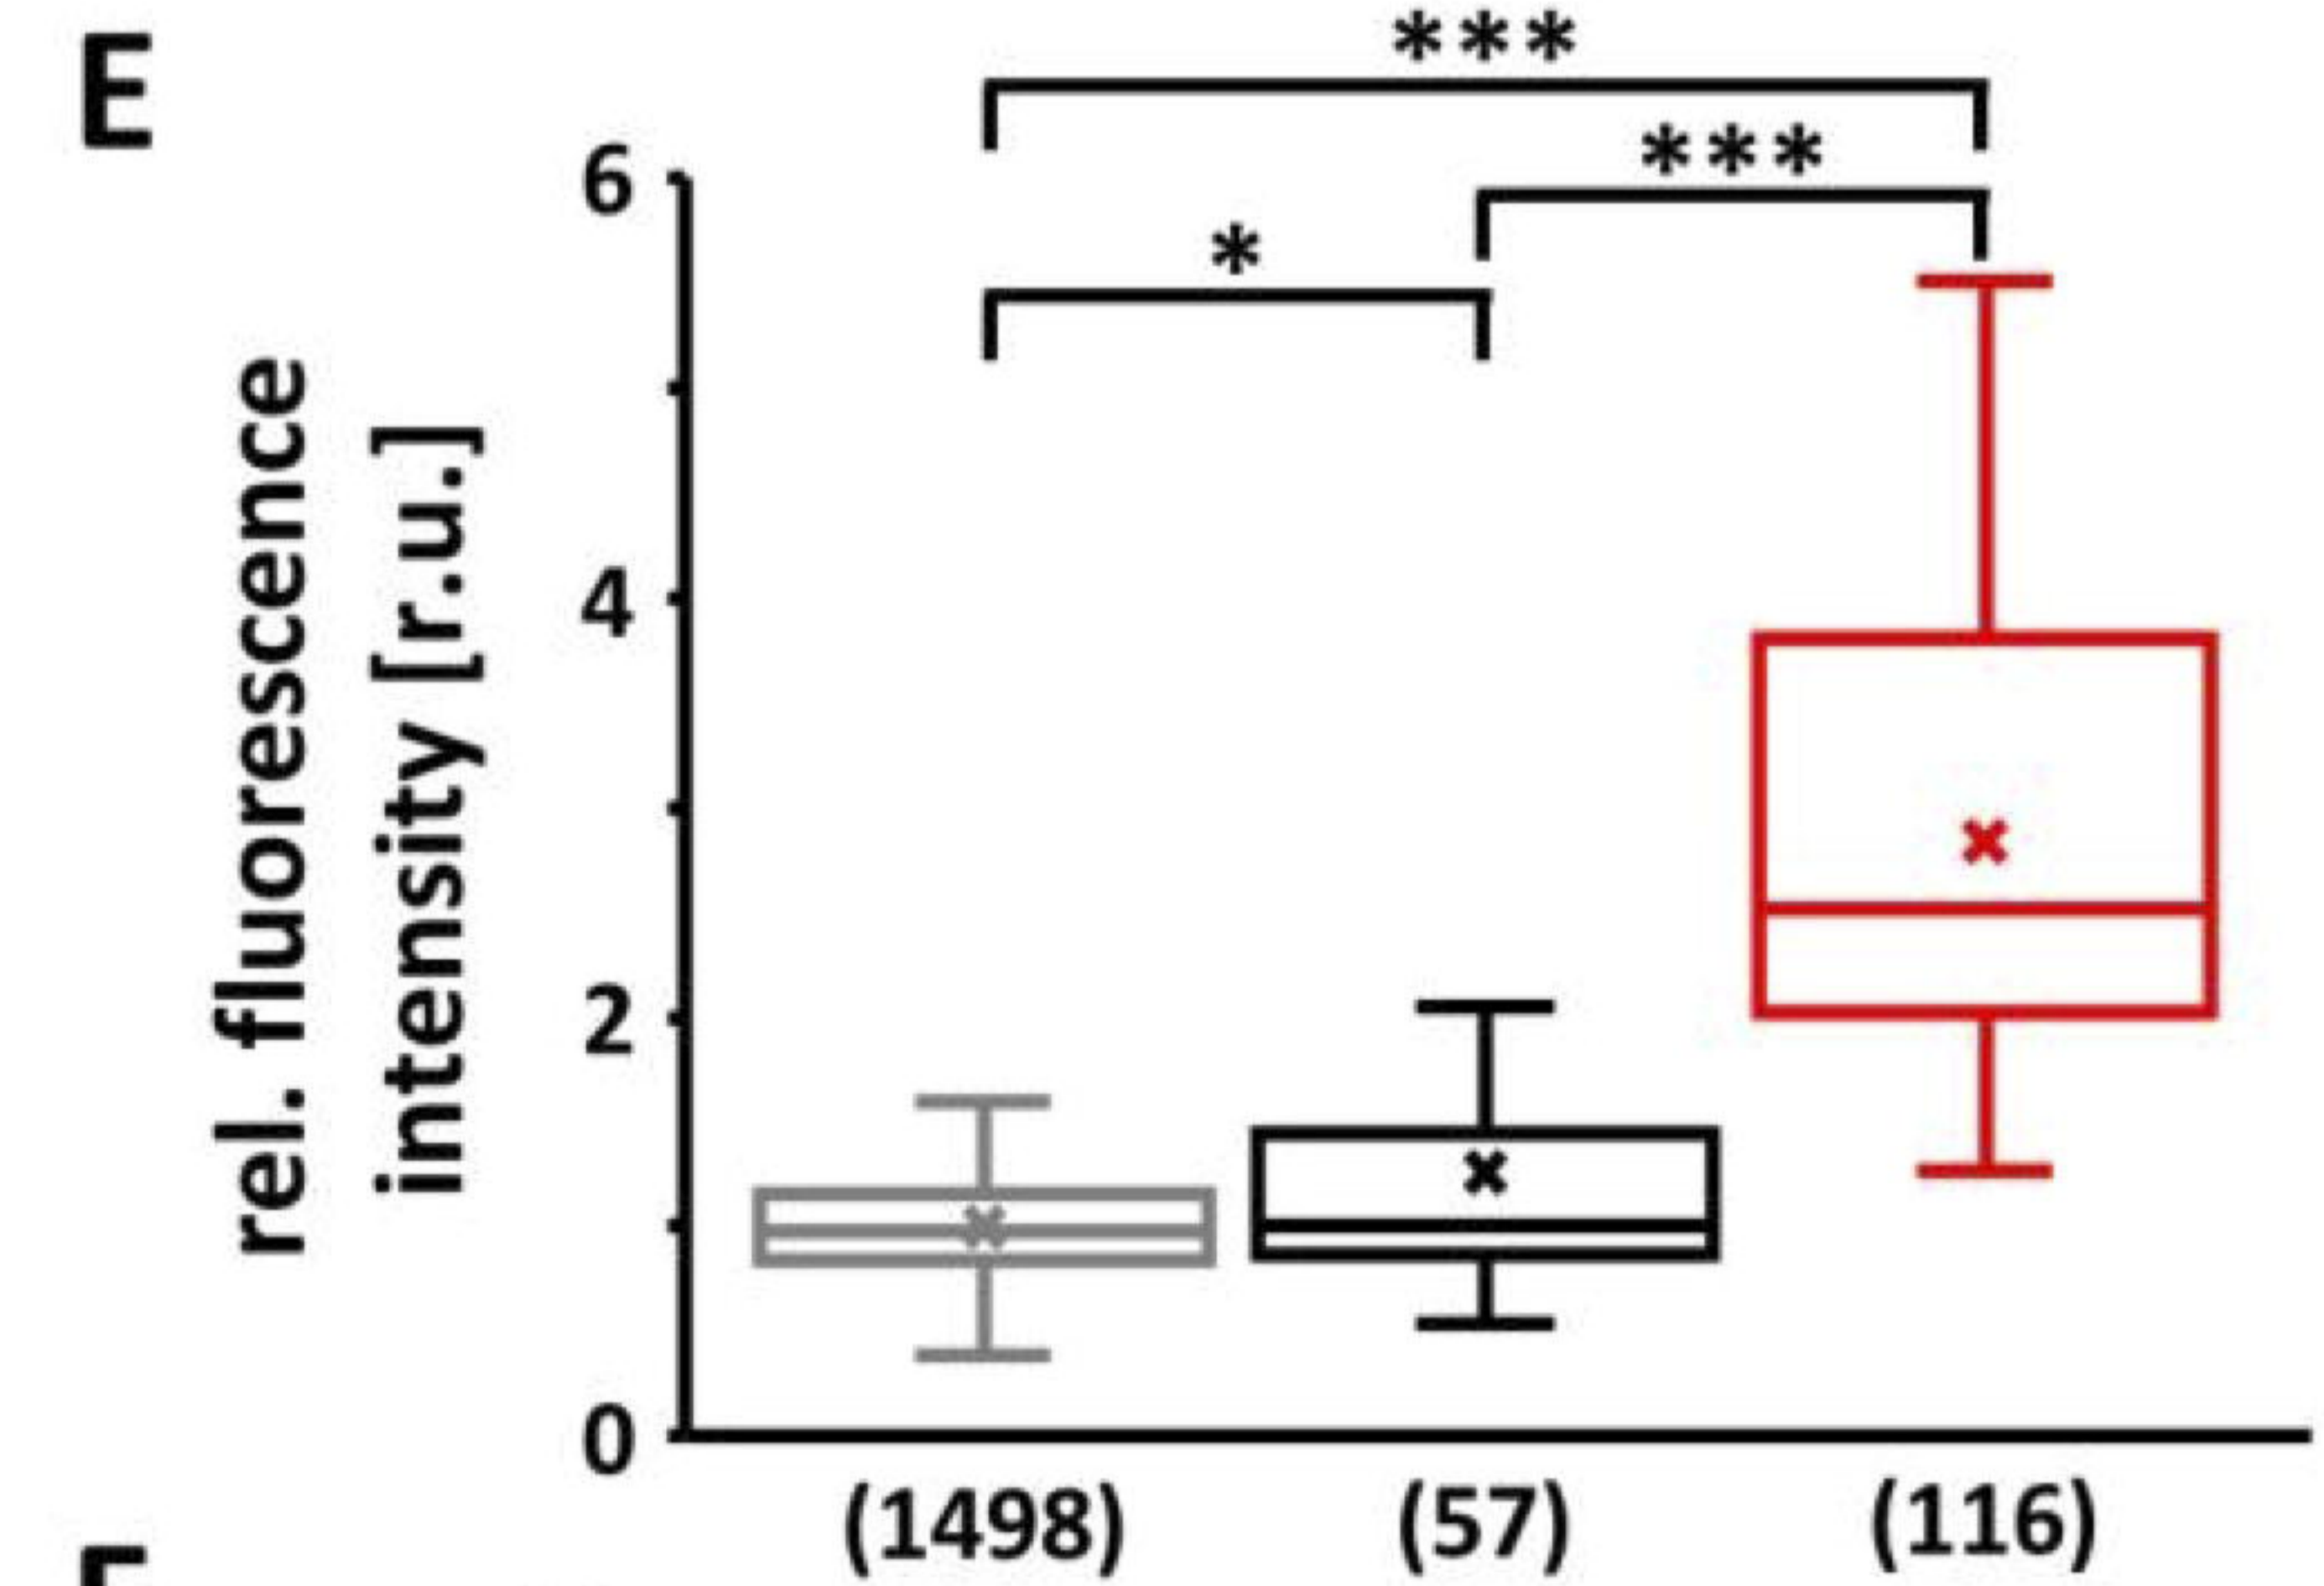 E
***
***
*
6
4
2
0
rel. fluorescence
intensity [r.u.]
(1498) (57) (116)